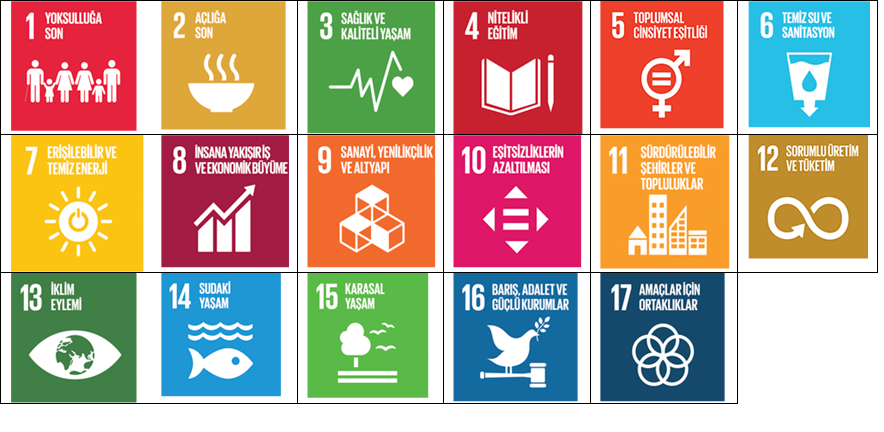 1 YOKSULLUĞA
SON
2 AÇLIĞA
SON
3 SAĞLIK VE
KALİTELİ YAŞAM
4 NİTELİKLİ
EĞİTİM
5 TOPLUMSAL
CİNSİYET EŞİTLİĞİ
6 TEMİZ SU VE
SANİTASYON
7 ERİŞİLEBİLİR VE
TEMİZ ENERJİ
8 İNSANA YAKIŞIR İŞ
VE EKONOMİK BÜYÜME
9 SANAYİ, YENİLİKÇİLİK
VE ALTYAPI
10 EŞİTSİZLİKLERİN
AZALTILMASI
11 SÜRDÜRÜLEBİLİR
ŞEHİRLER VE
TOPLULUKLAR
12 SORUMLU ÜRETİM
VE TÜKETİM
13 İKLİM
EYLEMİ
14 SUDAKİ
YAŞAM
15 KARASAL
YAŞAM
16 BARIŞ, ADALET VE
GÜÇLÜ KURUMLAR
17 AMAÇLAR İÇİN
ORTAKLIKLAR